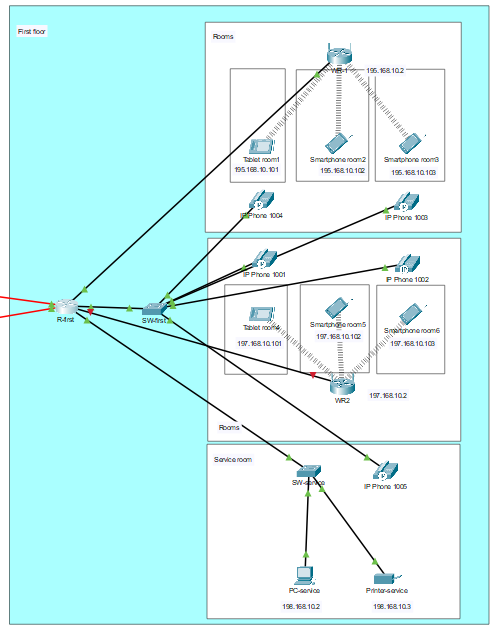 First floor
Rooms
WR-1
195.168.10.2
Tablet room1
Smartphone room2
Smartphone room3
195.168.10.101
195.168.10.102
195.168.10.103
IP Phone 1004
IP Phone 1003
IP Phone 1001
IP Phone 1002
R-first
SW-first
Tablet room4
Smartphone room5
Smartphone room6
197.168.10.101
197.168.10.102
197.168.10.103
WR2
197.168.10.2
Rooms
Service room
SW-service
IP Phone 1005
PC-service
Printer-service
198.168.10.2
198.168.10.3